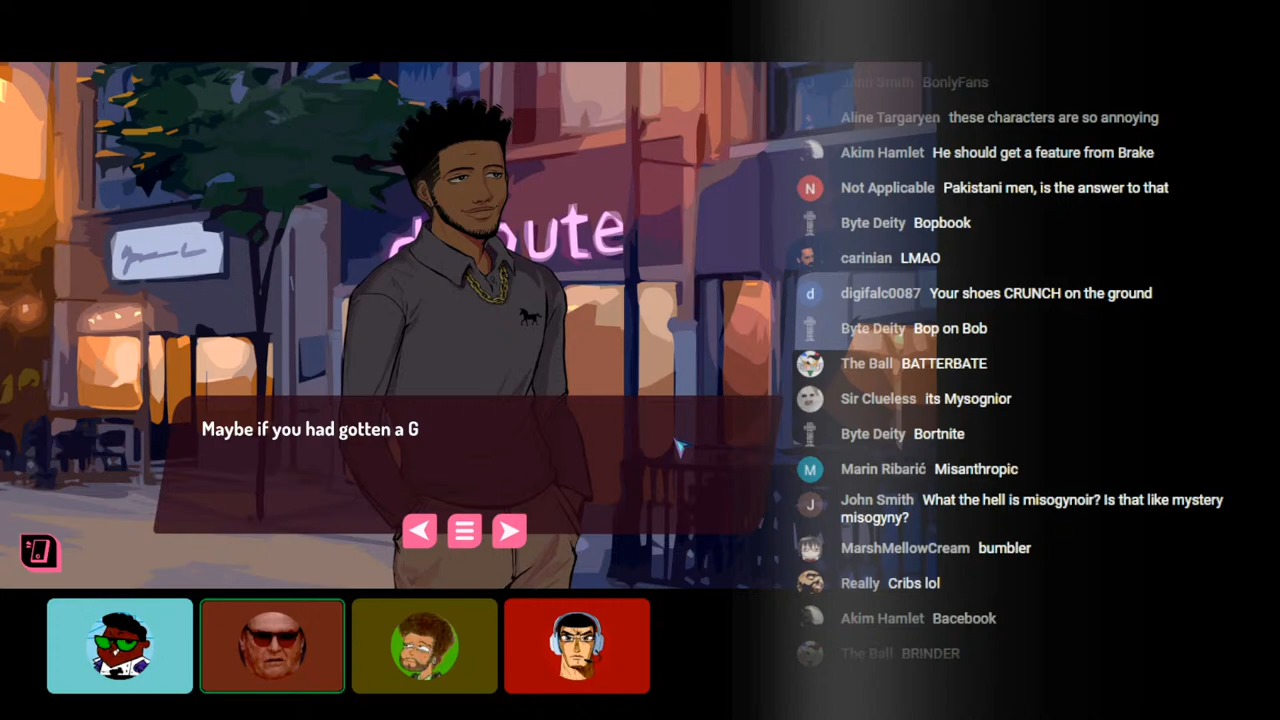 BonlyFans
Aline Targaryen these characters are so annoying
Akim Hamlet He should get a feature from Brake
N Not Applicable Pakistani men, is the answer to that
Byte Deity Bopbook
carinian LMAO
d digifalc0087 Your shoes CRUNCH on the ground
Byte Deity Bop on Bob
The Ball BATTERBATE
Sir Clueless its Mysognior
Byte Deity Bortnite
M Marin Ribarić Misanthropic
J John Smith What the hell is misogynoir? Is that like mystery
misogyny?
MarshMellowCream bumbler
Really Cribs lol
Akim Hamlet Bacebook
The Ball BRINDER
Maybe if you had gotten a G